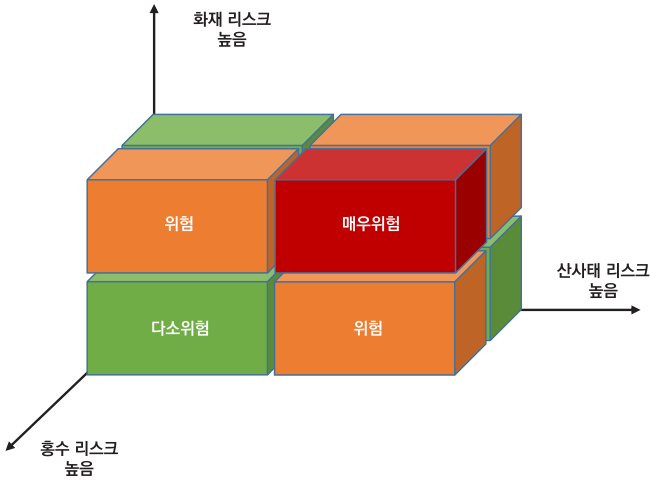 화재 리스크
높음
위험
매우위험
산사태 리스크
높음
다소위험
위험
홍수 리스크
높음